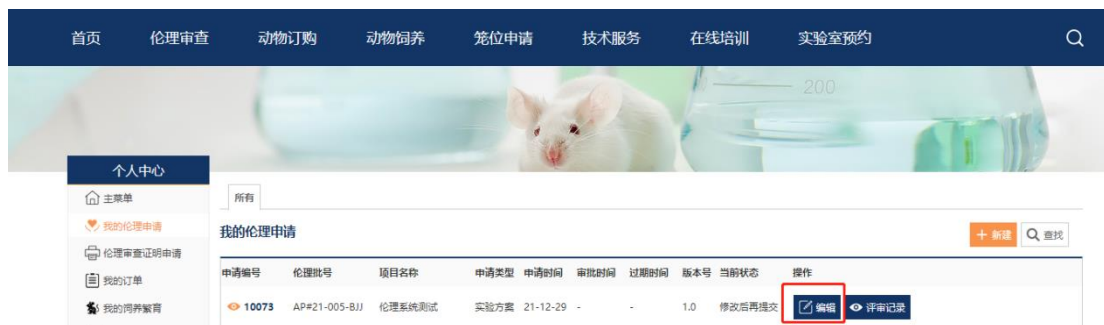 首页 伦理审查 动物订购 动物饲养 笼位申请 技术服务 在线培训 实验室预约
200
个人中心
主菜单
我的伦理申请
伦理审查证明申请
我的订单
我的饲养繁育
所有
我的伦理申请
+ 新建 查找
申请编号 伦理批号 项目名称 申请类型 申请时间 审批时间 过期时间 版本号 当前状态 操作
10073 AP#21-005-BJJ 伦理系统测试 实验方案 21-12-29 - - 1.0 修改后再提交 编辑 评审记录